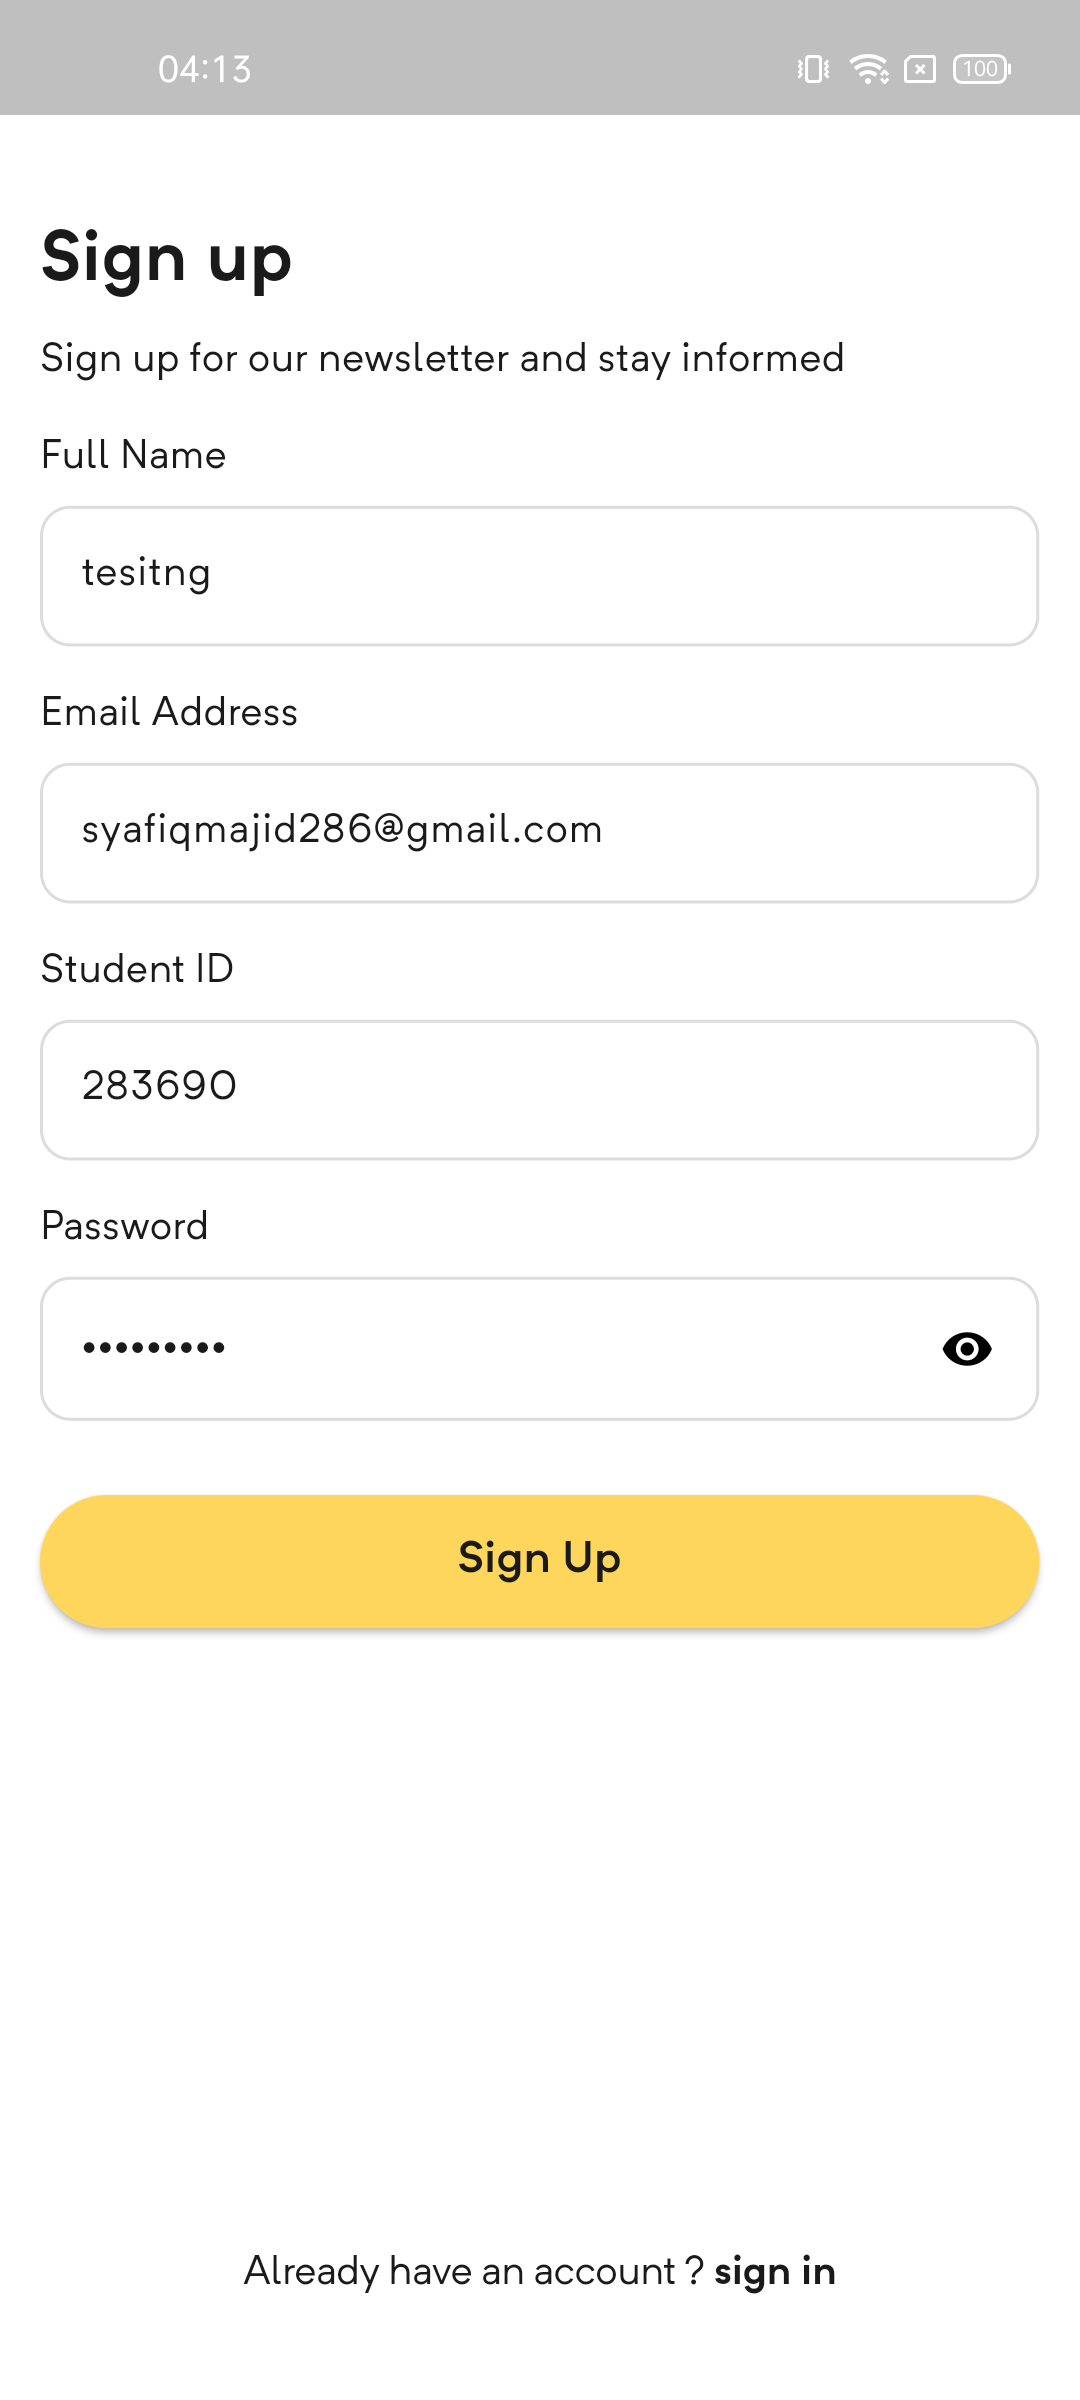 04:13
100
Sign up
Sign up for our newsletter and stay informed
Full Name
tesitng
Email Address
syafiqmajid286@gmail.com
Student ID
283690
Password
•••••••••
Sign Up
Already have an account ? sign in